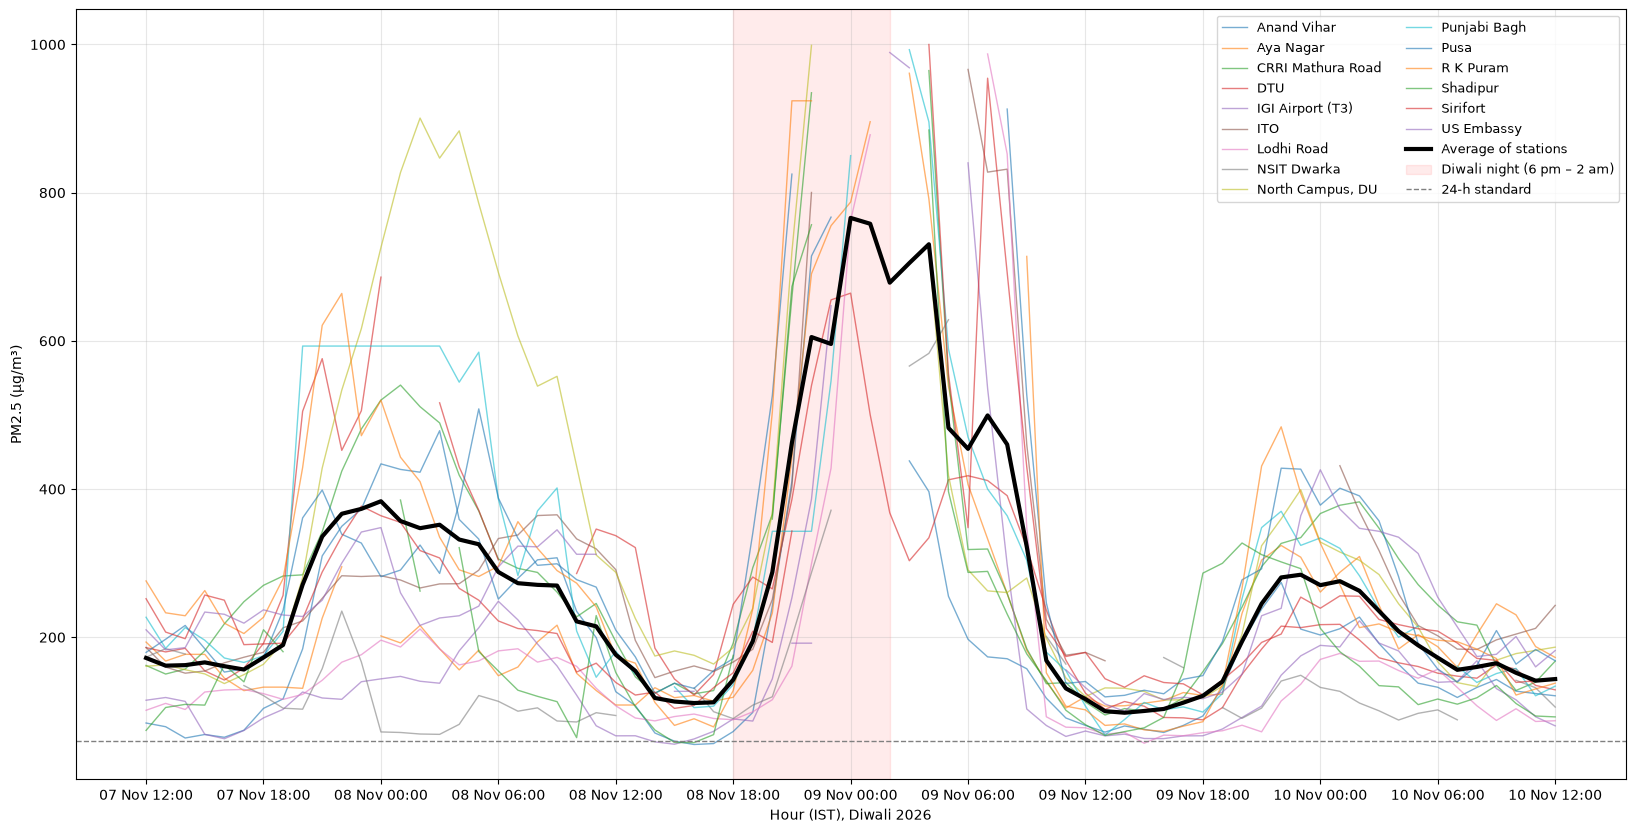 1000
800
600
400
200
PM2.5 (µg/m³)
Anand Vihar
Aya Nagar
CRRI Mathura Road
DTU
IGI Airport (T3)
ITO
Lodhi Road
NSIT Dwarka
North Campus, DU
Punjabi Bagh
Pusa
R K Puram
Shadipur
Sirifort
US Embassy
Average of stations
Diwali night (6 pm – 2 am)
24-h standard
07 Nov 12:00 07 Nov 18:00 08 Nov 00:00 08 Nov 06:00 08 Nov 12:00 08 Nov 18:00 09 Nov 00:00 09 Nov 06:00 09 Nov 12:00 09 Nov 18:00 10 Nov 00:00 10 Nov 06:00 10 Nov 12:00
Hour (IST), Diwali 2026